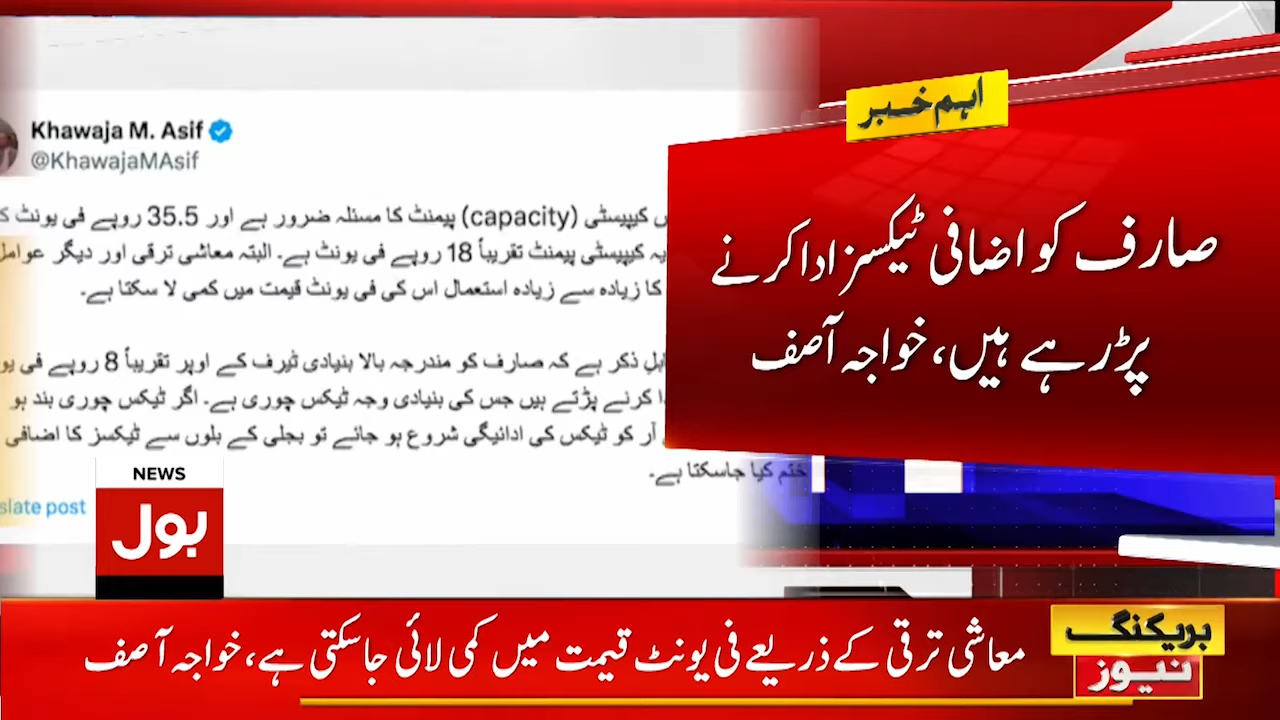 اہم خبر
صارف کو اضافی ٹیکسز ادا کرنے
پڑ رہے ہیں، خواجہ آصف
Khawaja M. Asif
@KhawajaMAsif
کیپیسٹی (capacity) پیمنٹ کا مسئلہ ضرور ہے اور 35.5 روپے فی یونٹ
یہ کیپیسٹی پیمنٹ تقریباً 18 روپے فی یونٹ ہے۔ البتہ معاشی ترقی اور دیگر عوامل
کا زیادہ سے زیادہ استعمال اس کی فی یونٹ قیمت میں کمی لا سکتا ہے۔
ذکر ہے کہ صارف کو مندرجہ بالا بنیادی ٹیرف کے اوپر تقریباً 8 روپے فی
کرنے پڑتے ہیں جس کی بنیادی وجہ ٹیکس چوری ہے۔ اگر ٹیکس چوری بند ہو
آر کو ٹیکس کی ادائیگی شروع ہو جائے تو بجلی کے بلوں سے ٹیکسز کا اضافی
ختم کیا جاسکتا ہے۔
slate post
NEWS
بول
بریکنگ
نیوز
معاشی ترقی کے ذریعے فی یونٹ قیمت میں کمی لائی جاسکتی ہے، خواجہ آصف